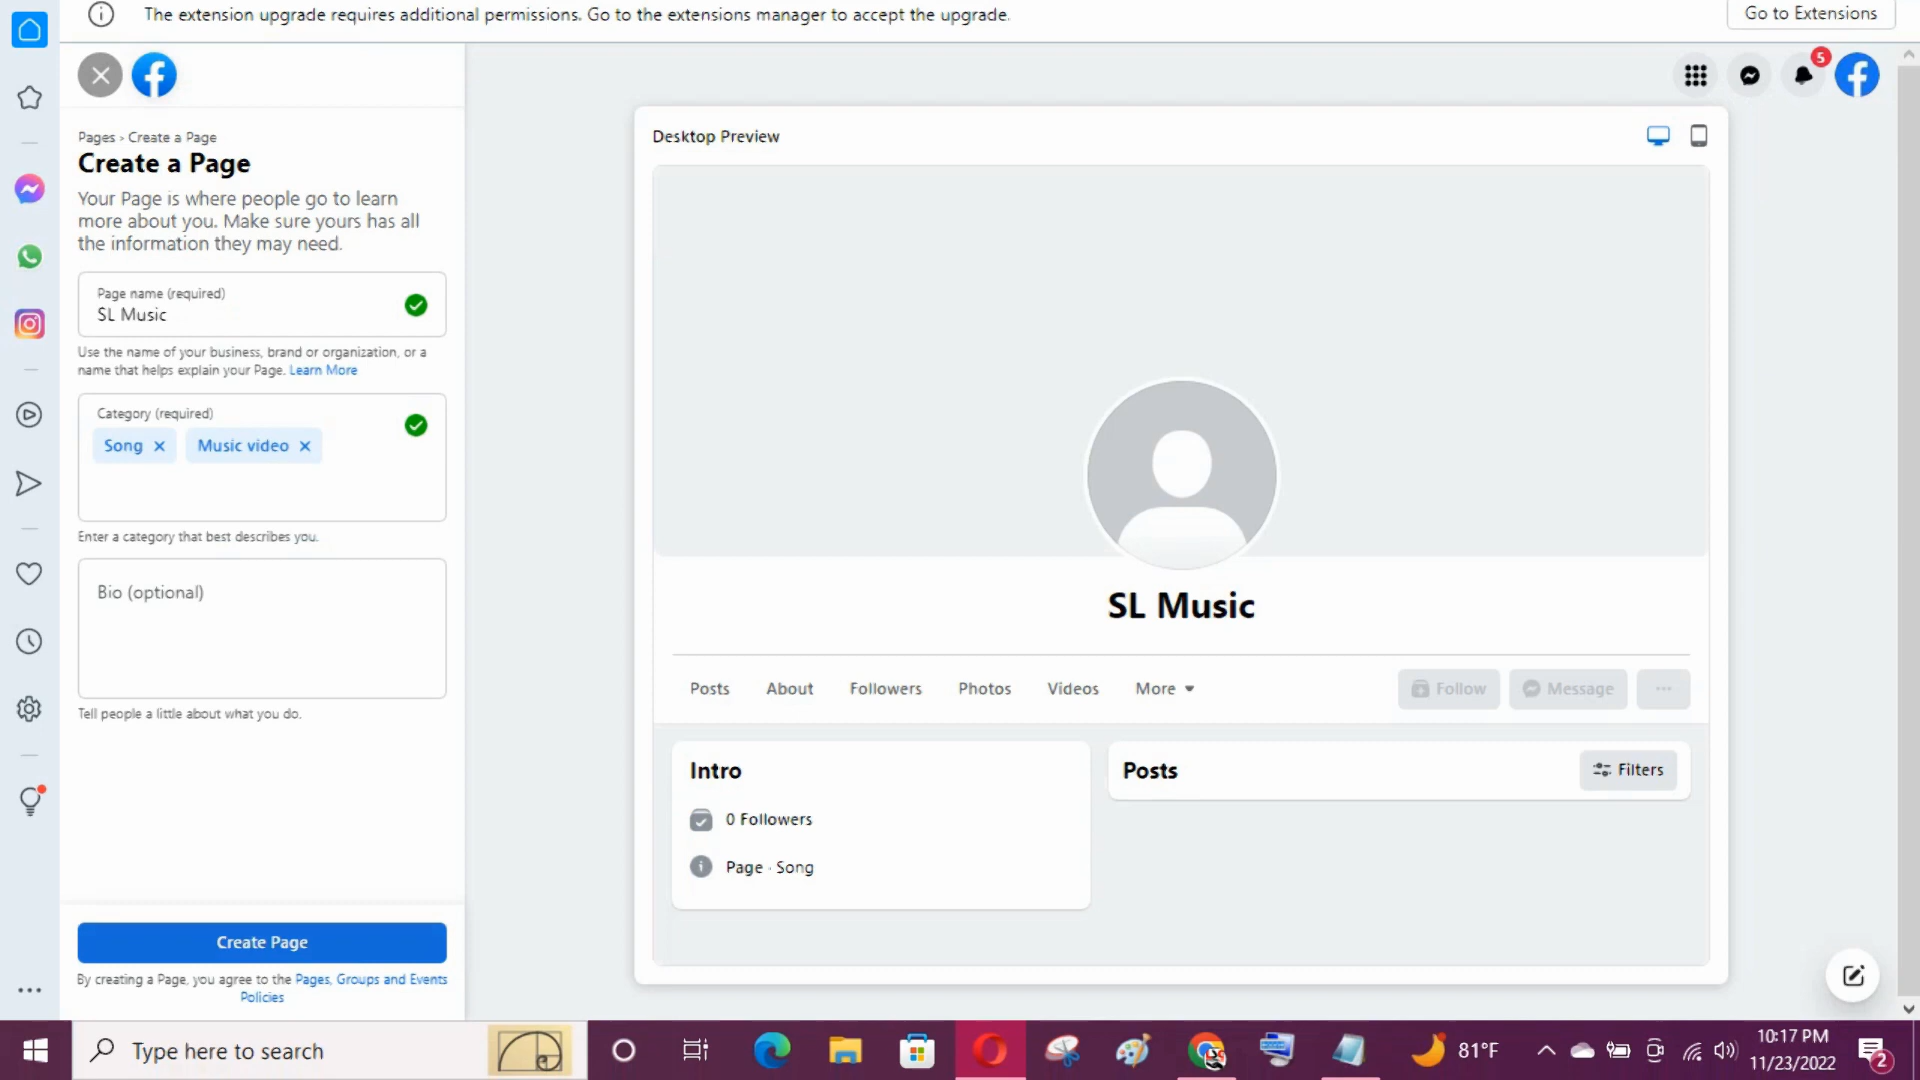 The extension upgrade requires additional permissions. Go to the extensions manager to accept the upgrade.
Go to Extensions
5
Pages › Create a Page
Create a Page
Your Page is where people go to learn
more about you. Make sure yours has all
the information they may need.
Page name (required)
SL Music
Use the name of your business, brand or organization, or a
name that helps explain your Page. Learn More
Category (required)
Song
Music video
Enter a category that best describes you.
Bio (optional)
Tell people a little about what you do.
Create Page
By creating a Page, you agree to the Pages, Groups and Events
Policies
Desktop Preview
SL Music
Posts About Followers Photos Videos More
Follow
Message
Intro
0 Followers
Page · Song
Posts
Filters
Type here to search
81°F
10:17 PM
11/23/2022
2